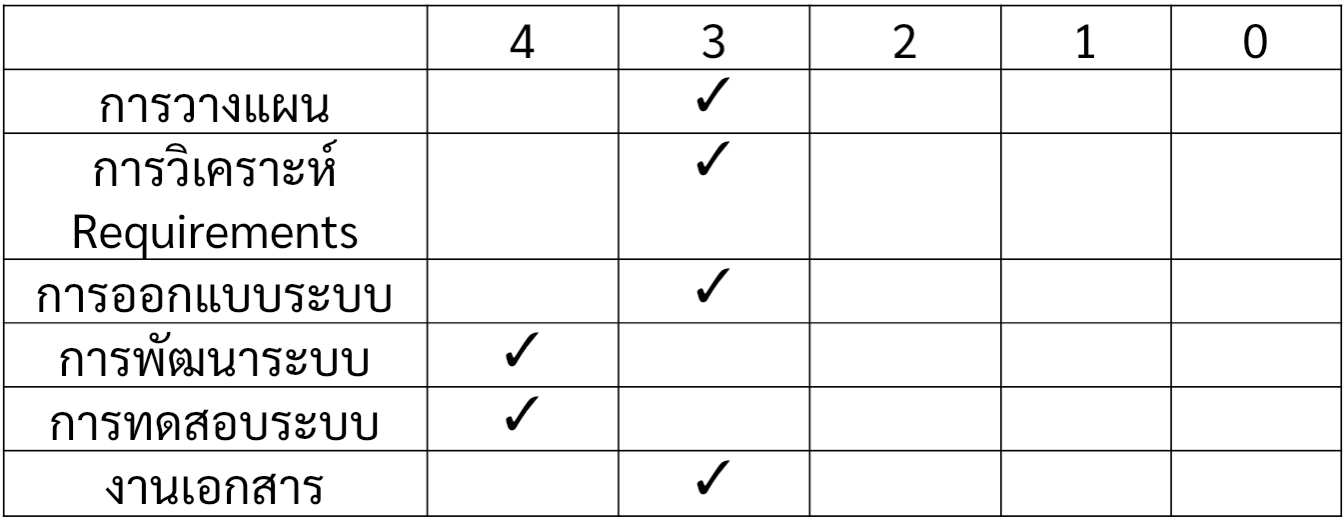 4 3 2 1 0
การวางแผน ✓
การวิเคราะห์ ✓
Requirements
การออกแบบระบบ ✓
การพัฒนาระบบ ✓
การทดสอบระบบ ✓
งานเอกสาร ✓